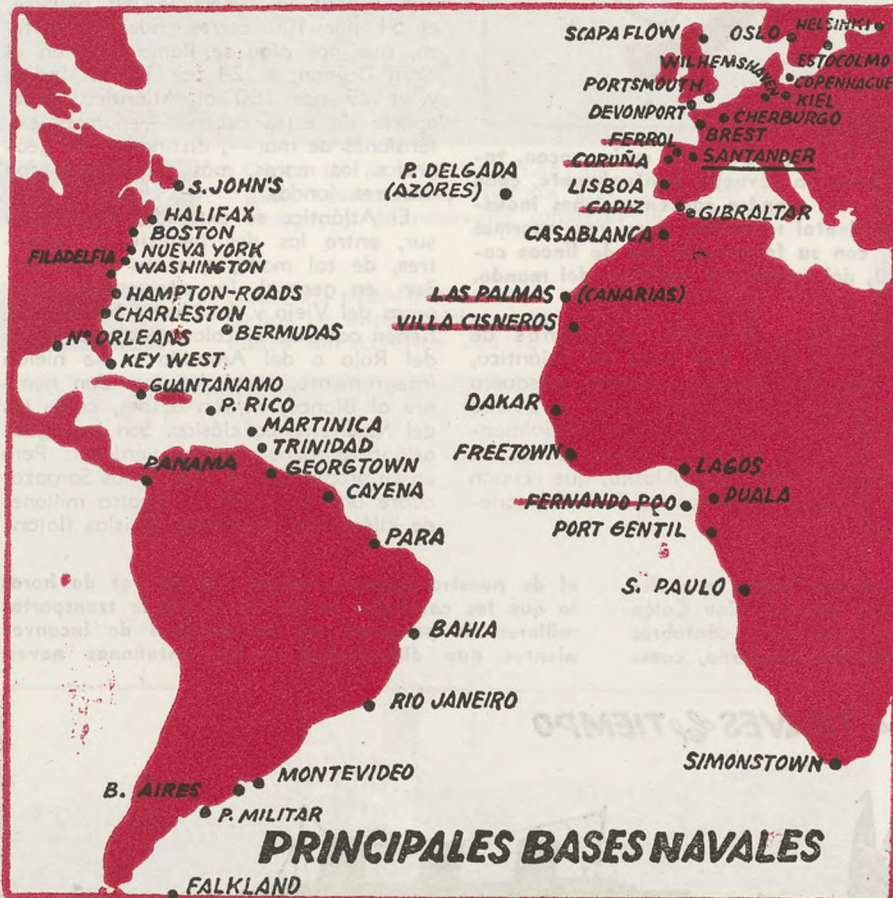 SCAPA FLOW
OSLO
HELSINKI
WILHEMSHAVEN
ESTOCOLMO
COPENHAGUE
KIEL
PORTSMOUTH
DEVONPORT
CHERBURGO
BREST
FERROL
CORUÑA
SANTANDER
P. DELGADA
(AZORES)
LISBOA
CADIZ
GIBRALTAR
CASABLANCA
S. JOHN'S
HALIFAX
BOSTON
NUEVA YORK
FILADELFIA
WASHINGTON
HAMPTON-ROADS
CHARLESTON
BERMUDAS
Nª ORLEANS
KEY WEST
LAS PALMAS
(CANARIAS)
VILLA CISNEROS
GUANTANAMO
P. RICO
MARTINICA
TRINIDAD
GEORGTOWN
PANAMA
CAYENA
DAKAR
FREETOWN
LAGOS
FERNANDO POO
DUALA
PORT GENTIL
PARA
S. PAULO
BAHIA
RIO JANEIRO
SIMONSTOWN
MONTEVIDEO
B. AIRES
P. MILITAR
PRINCIPALES BASES NAVALES
FALKLAND